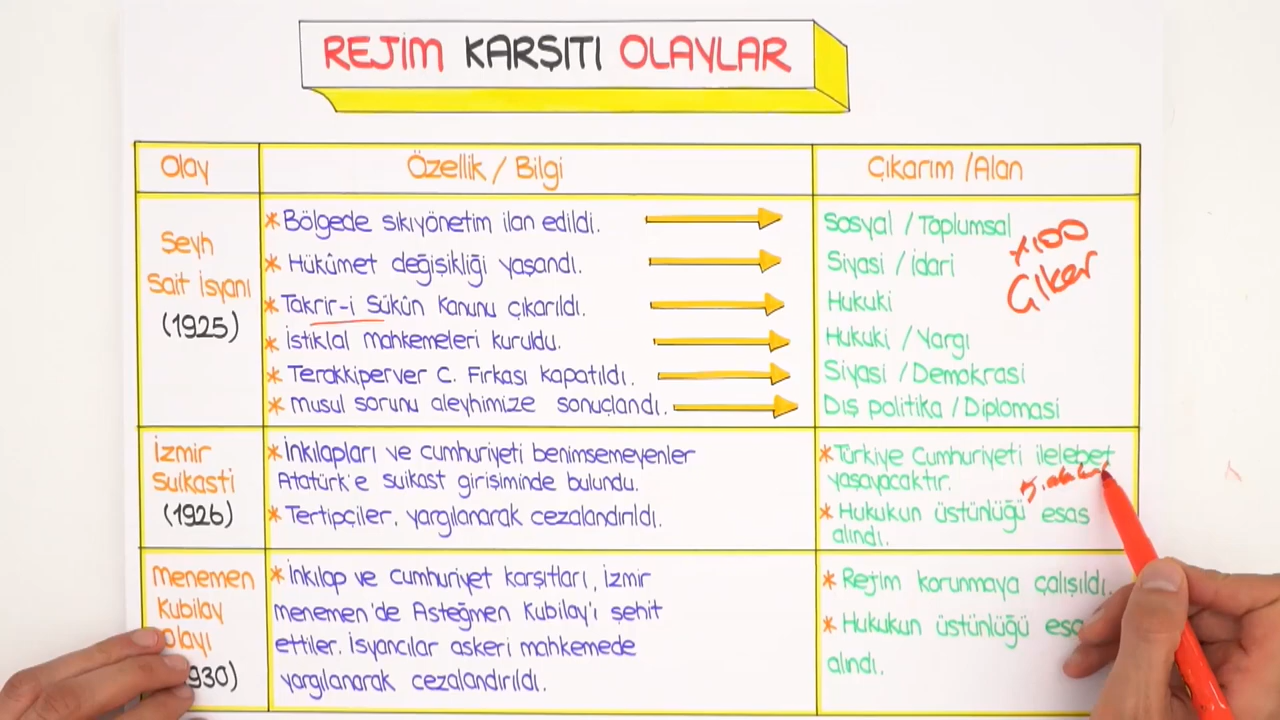 REJİM KARŞITI OLAYLAR
Olay
Özellik / Bilgi
Çıkarım /Alan
Şeyh
Sait İsyanı
(1925)
* Bölgede sıkıyönetim ilan edildi.
* Hükûmet değişikliği yaşandı.
* Takrir-i Sükûn Kanunu çıkarıldı.
* İstiklal mahkemeleri kuruldu.
* Terakkiperver C. Fırkası kapatıldı.
* musul sorunu aleyhimize sonuçlandı.
Sosyal / Toplumsal
Siyasi / İdari
Hukuki
Hukuki / Yargı
Siyasi / Demokrasi
Dış politika / Diplomasi
%100
Çıkar
İzmir
Suikasti
(1926)
* İnkılapları ve cumhuriyeti benimsemeyenler
Atatürk'e suikast girişiminde bulundu.
* Tertipçiler, yargılanarak cezalandırıldı.
* Türkiye Cumhuriyeti ilelebet
yaşayacaktır.
* Hukukun üstünlüğü esas
alındı.
menemen
Kubilay
Olayı
930)
* İnkılap ve cumhuriyet karşıtları, İzmir
menemen'de Asteğmen Kubilay'ı şehit
ettiler. İsyancılar askeri mahkemede
yargılanarak cezalandırıldı.
* Rejim korunmaya çalışıldı.
* Hukukun üstünlüğü esa
alındı.